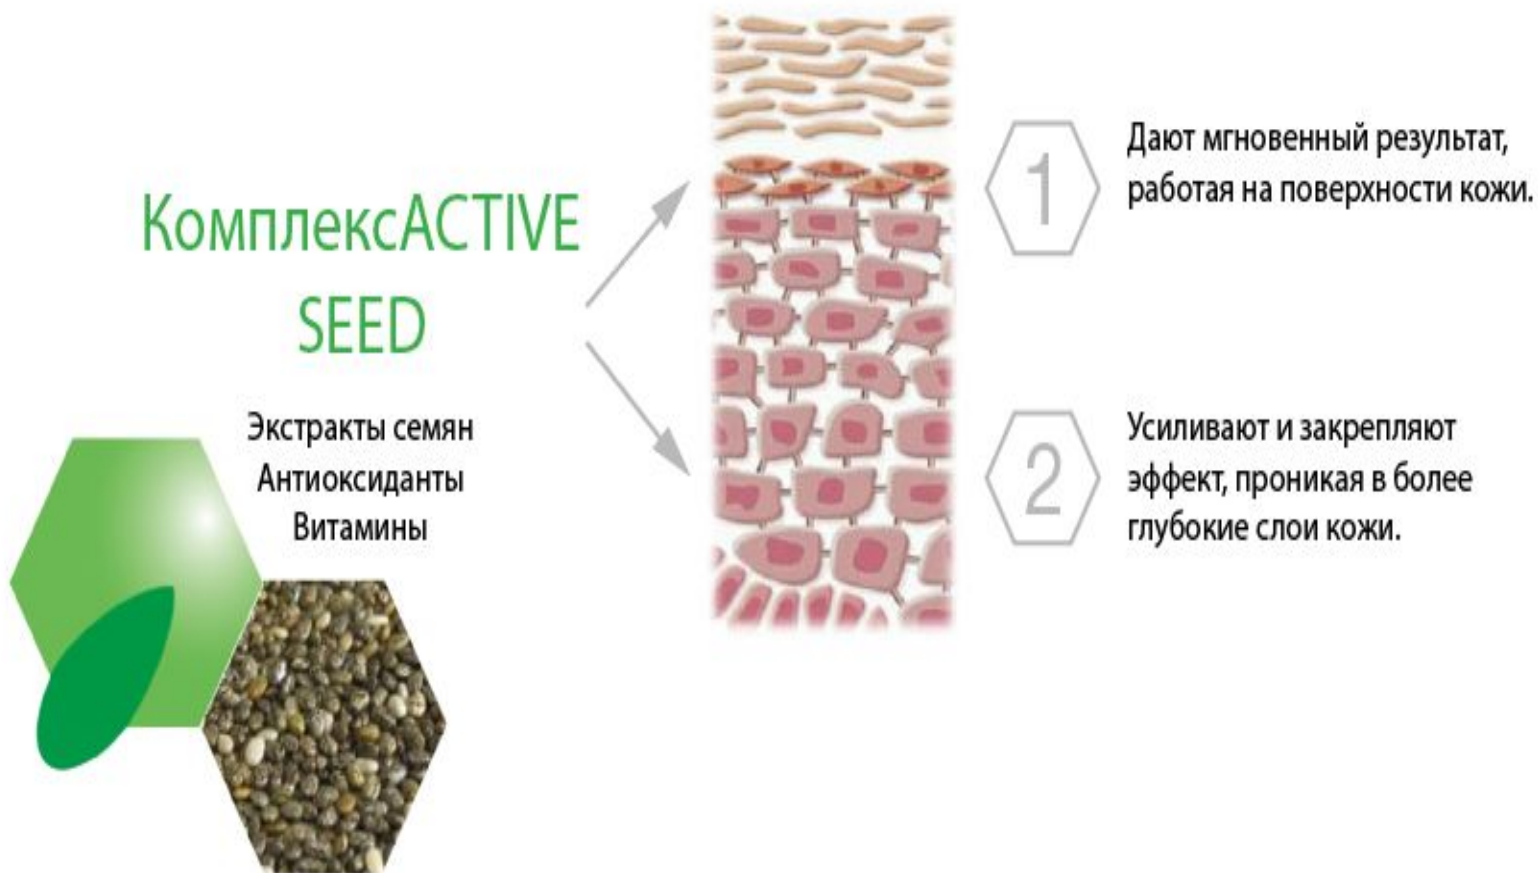 КомплексACTIVE
SEED
Экстракты семян
Антиоксиданты
Витамины
1
Дают мгновенный результат,
работая на поверхности кожи.
2
Усиливают и закрепляют
эффект, проникая в более
глубокие слои кожи.